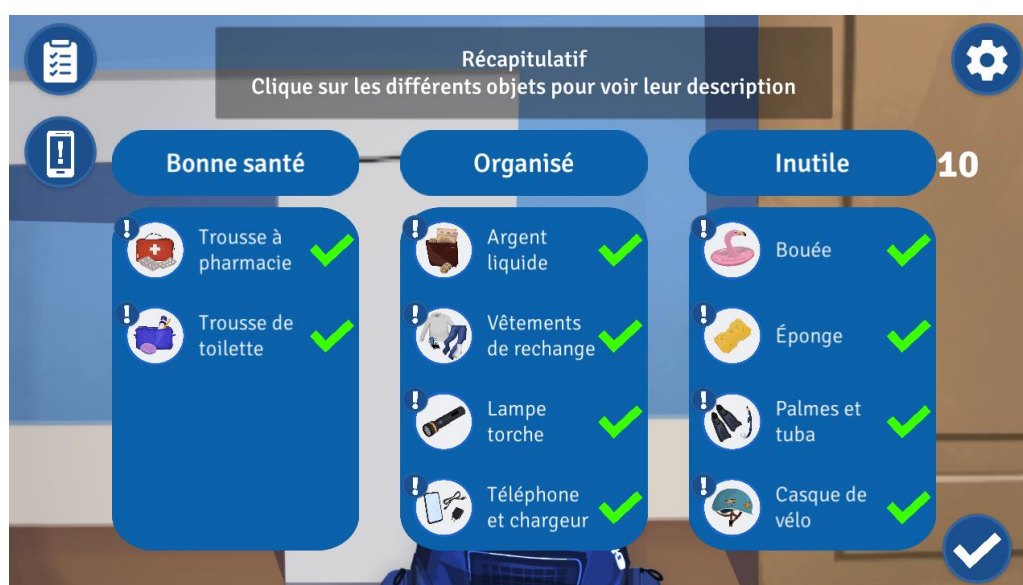 Récapitulatif
Clique sur les différents objets pour voir leur description
Bonne santé
Organisé
Inutile
10
Trousse à
pharmacie
Trousse de
toilette
Argent
liquide
Vêtements
de rechange
Lampe
torche
Téléphone
et chargeur
Bouée
Éponge
Palmes et
tuba
Casque de
vélo